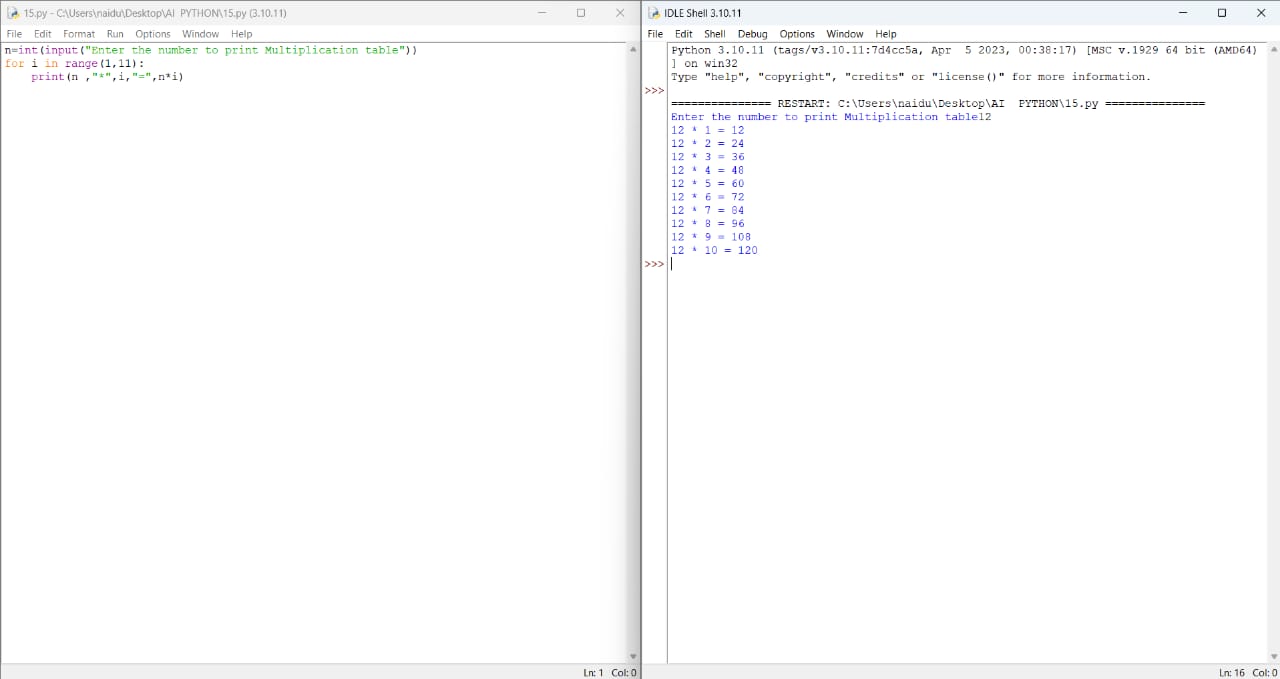 15.py - C:\Users\naidu\Desktop\AI  PYTHON\15.py (3.10.11)
File Edit Format Run Options Window Help
n=int(input("Enter the number to print Multiplication table"))
for i in range(1,11):
    print(n ,"*",i,"=",n*i)
Ln: 1 Col: 0
IDLE Shell 3.10.11
File Edit Shell Debug Options Window Help
Python 3.10.11 (tags/v3.10.11:7d4cc5a, Apr  5 2023, 00:38:17) [MSC v.1929 64 bit (AMD64)
] on win32
Type "help", "copyright", "credits" or "license()" for more information.
>>>
=============== RESTART: C:\Users\naidu\Desktop\AI  PYTHON\15.py ===============
Enter the number to print Multiplication table12
12 * 1 = 12
12 * 2 = 24
12 * 3 = 36
12 * 4 = 48
12 * 5 = 60
12 * 6 = 72
12 * 7 = 84
12 * 8 = 96
12 * 9 = 108
12 * 10 = 120
>>>
Ln: 16 Col: 0